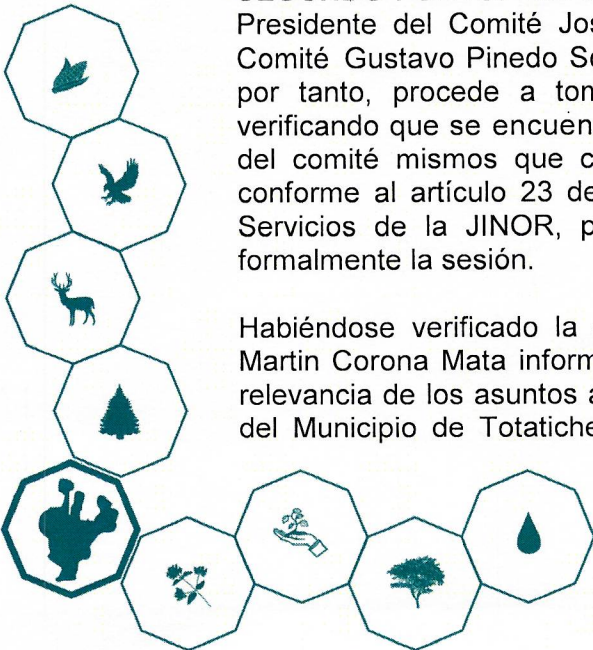 Presidente del Comité Jos
Comité Gustavo Pinedo S
por tanto, procede a ton
verificando que se encuen
del comité mismos que c
conforme al artículo 23 de
Servicios de la JINOR, p
formalmente la sesión.
Habiéndose verificado la
Martin Corona Mata inform
relevancia de los asuntos a
del Municipio de Totatiche